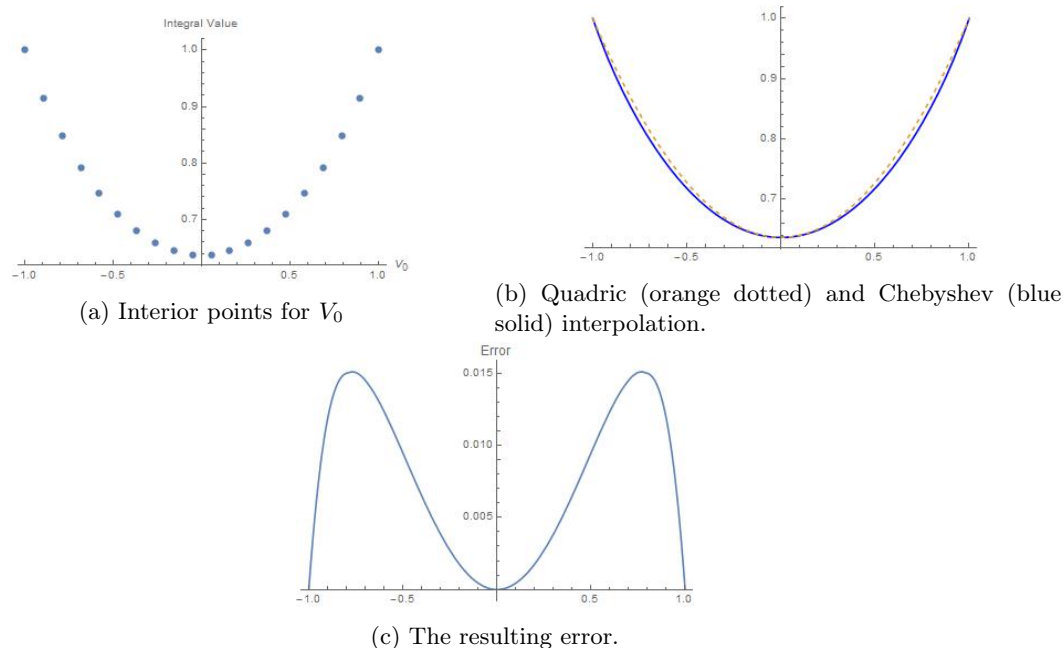 Integral Value
1.0
0.9
0.8
0.7
−1.0 −0.5 0.5 1.0 V0
(a) Interior points for V0
1.0
0.9
0.8
0.7
−1.0 −0.5 0.5 1.0
(b) Quadric (orange dotted) and Chebyshev (blue
solid) interpolation.
Error
0.015
0.010
0.005
−1.0 −0.5 0.5 1.0
(c) The resulting error.